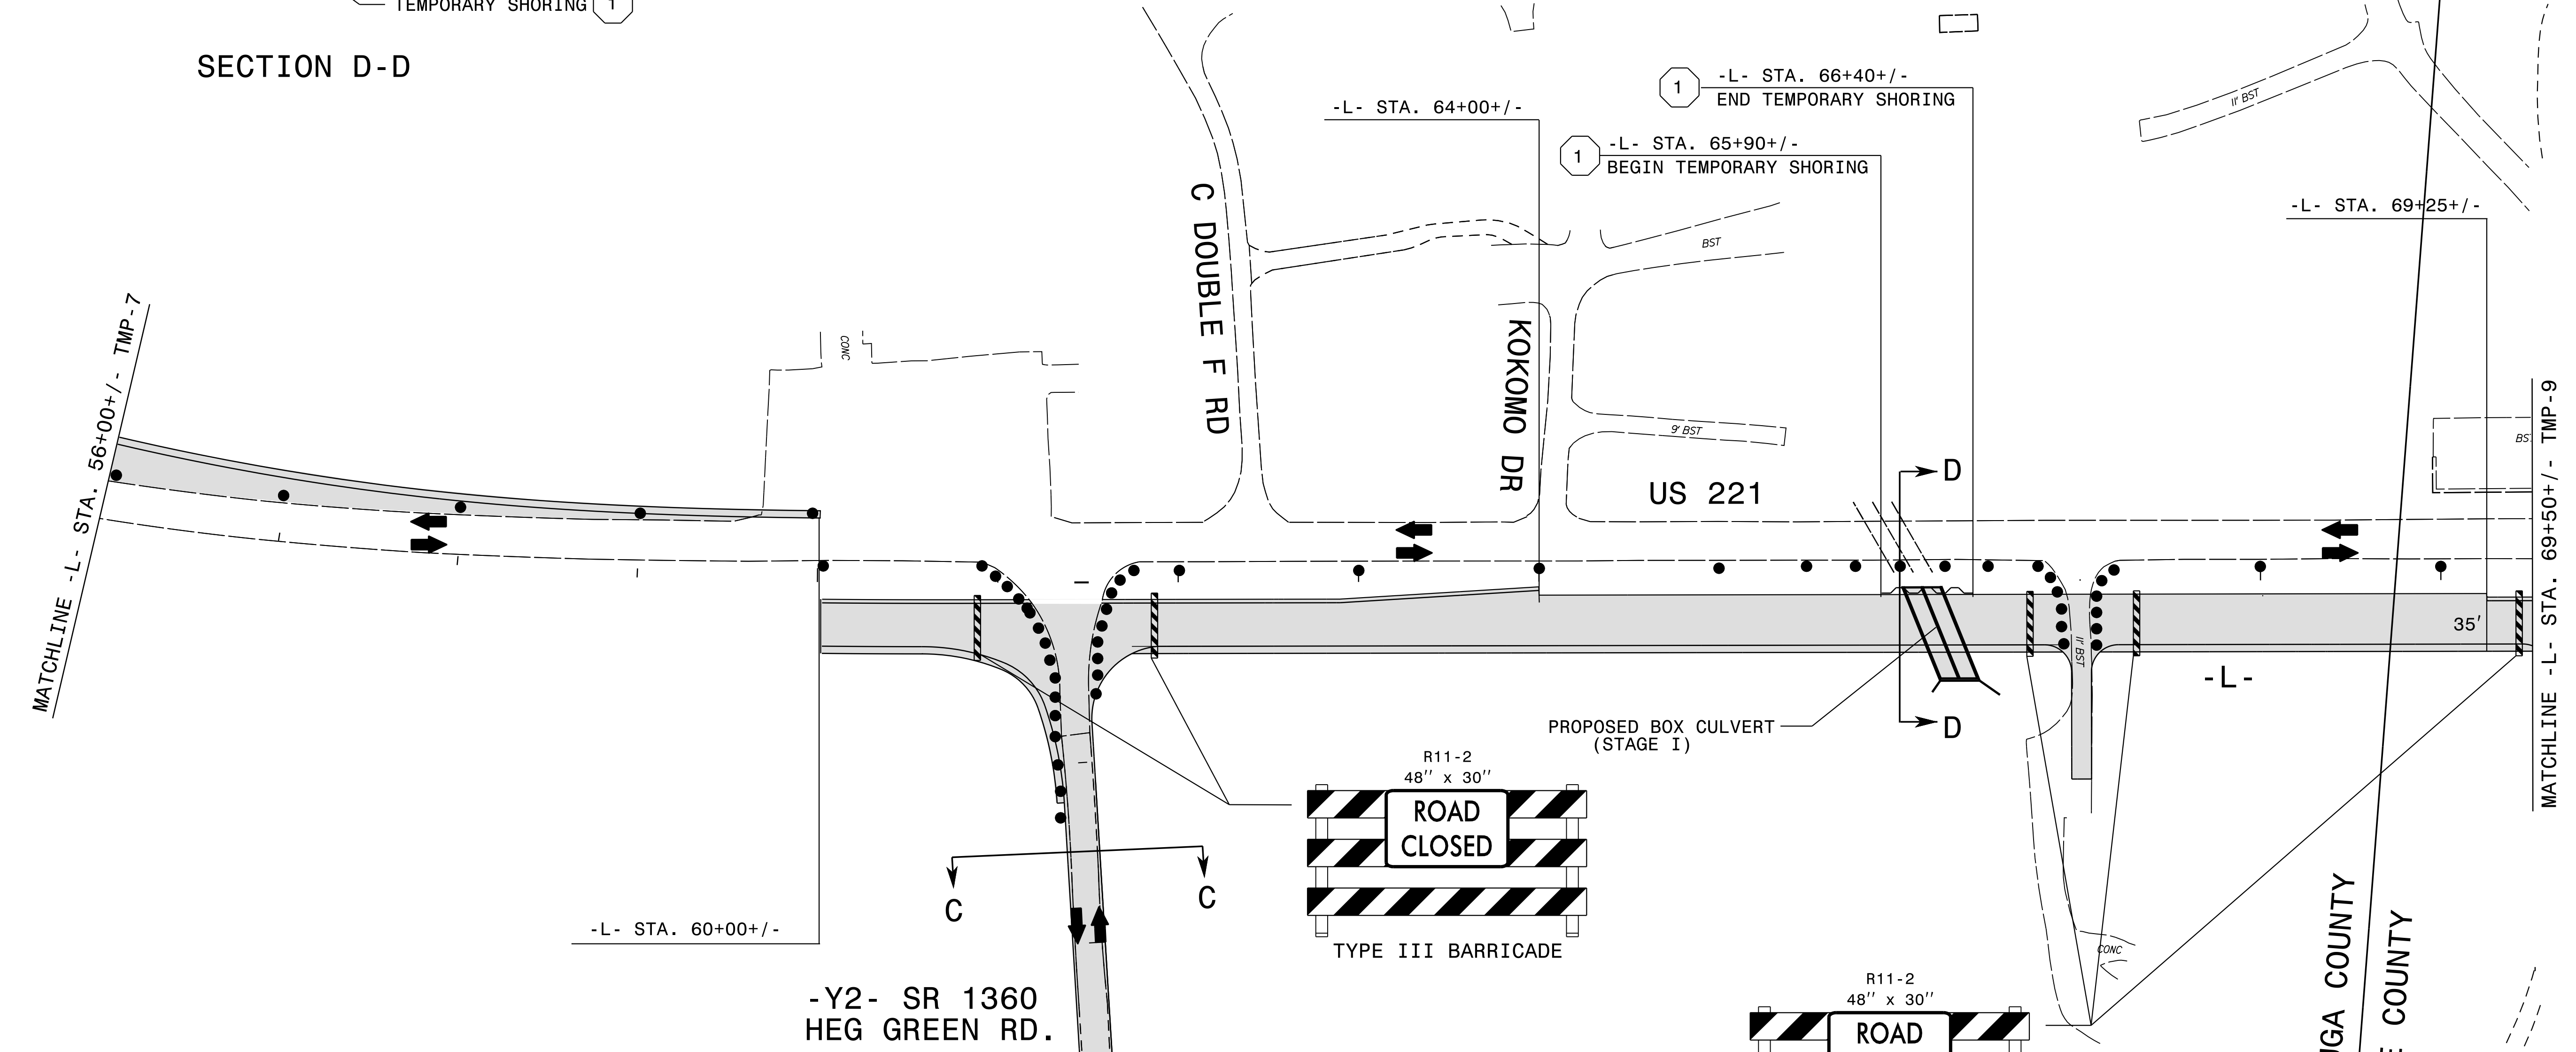 TEMPORARY SHORING 1
SECTION D-D
1 -L- STA. 66+40+/-
END TEMPORARY SHORING
-L- STA. 64+00+/-
1 -L- STA. 65+90+/-
BEGIN TEMPORARY SHORING
11' BST
-L- STA. 69+25+/-
C DOUBLE F RD
BST
MATCHLINE -L- STA. 56+00+/- TMP-7
CONC
KOKOMO DR
9' BST
US 221
D
BST
MATCHLINE -L- STA. 69+50+/- TMP-9
35'
11' BST
-L-
D
PROPOSED BOX CULVERT
(STAGE I)
R11-2
48" x 30"
ROAD
CLOSED
TYPE III BARRICADE
C
C
-L- STA. 60+00+/-
-Y2- SR 1360
HEG GREEN RD.
CONC
R11-2
48" x 30"
ROAD
UGA COUNTY
E COUNTY